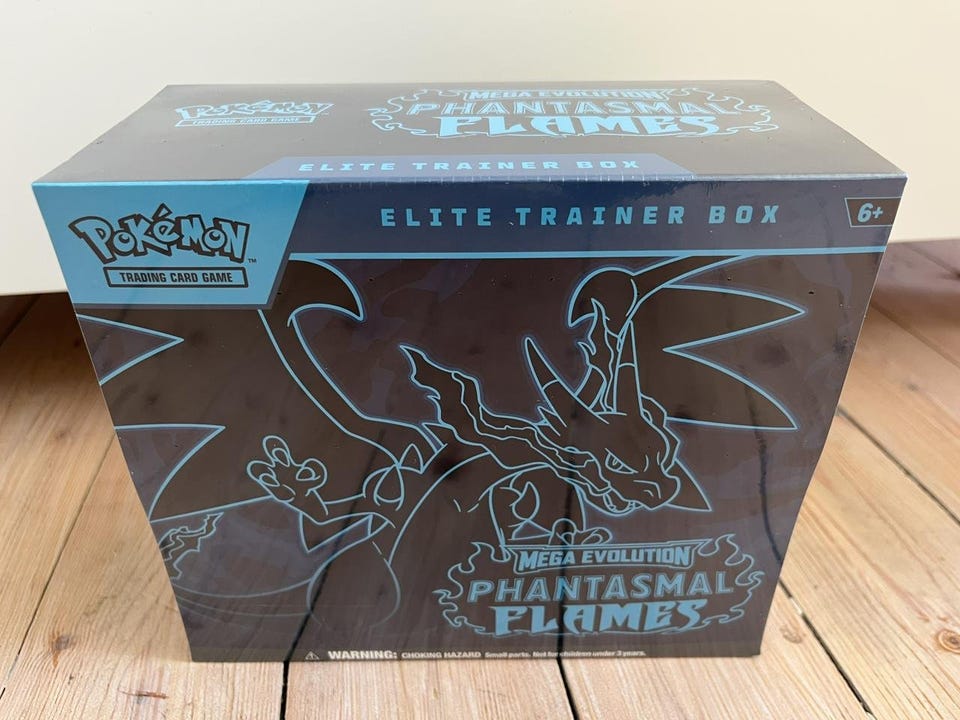 Pokémon
TRADING CARD GAME
MEGA EVOLUTION
PHANTASMAL
FLAMES
ELITE TRAINER BOX
Pokémon
TM
TRADING CARD GAME
ELITE TRAINER BOX
6+
MEGA EVOLUTION
PHANTASMAL
FLAMES
⚠ WARNING: CHOKING HAZARD Small parts. Not for children under 3 years.